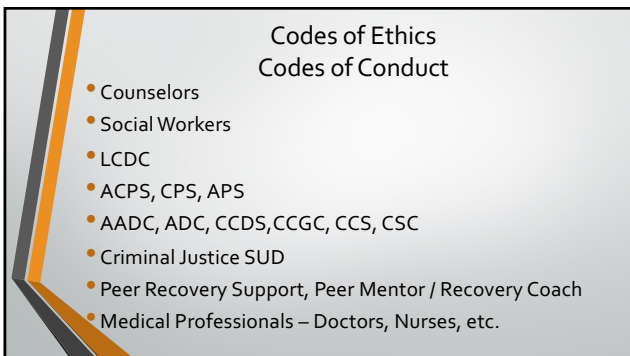 Codes of Ethics
Codes of Conduct
• Counselors
• Social Workers
• LCDC
• ACPS, CPS, APS
• AADC, ADC, CCDS,CCGC, CCS, CSC
• Criminal Justice SUD
• Peer Recovery Support, Peer Mentor / Recovery Coach
• Medical Professionals – Doctors, Nurses, etc.